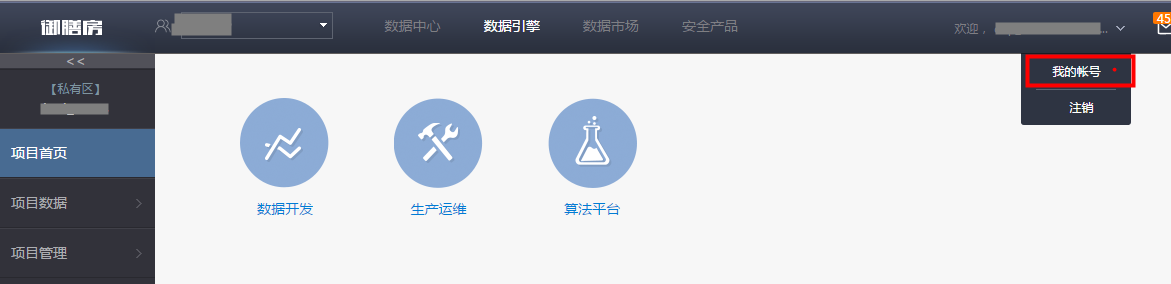 御膳房
数据中心 数据引擎 数据市场 安全产品
欢迎，
...
45
<<
我的帐号
注销
【私有区】
项目首页
项目数据
项目管理
数据开发 生产运维 算法平台